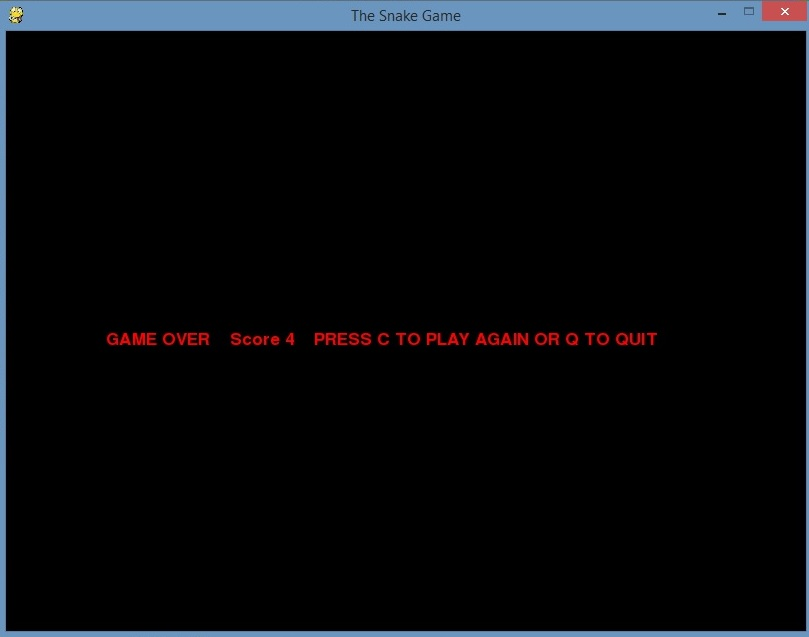 The Snake Game
GAME OVER    Score 4    PRESS C TO PLAY AGAIN OR Q TO QUIT